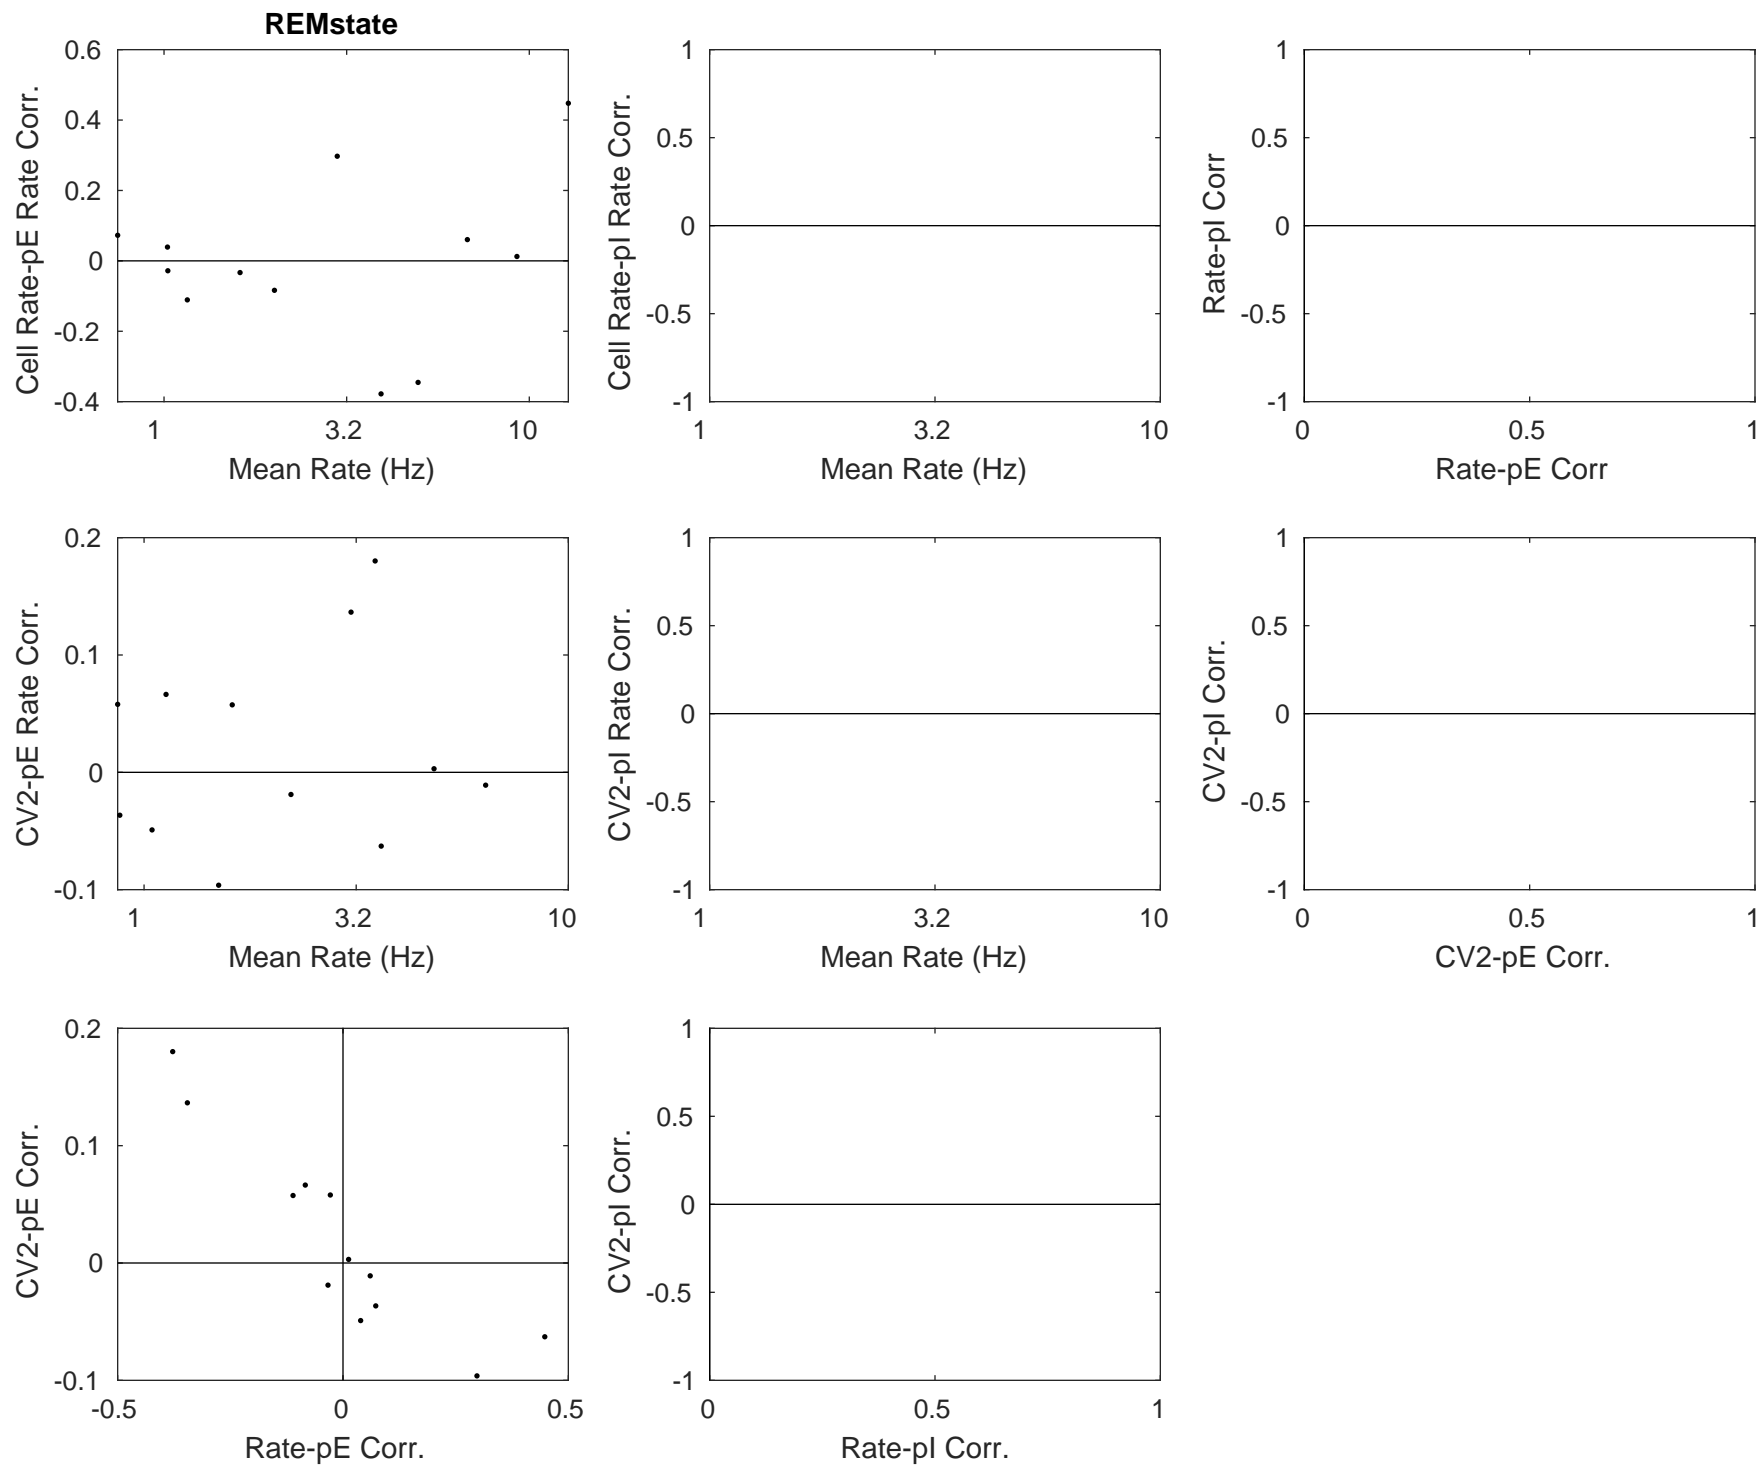 REMstate
0.6
0.4
0.2
0
-0.2
-0.4
Cell Rate-pE Rate Corr.
1 3.2 10
Mean Rate (Hz)
1
0.5
0
-0.5
-1
Cell Rate-pI Rate Corr.
1 3.2 10
Mean Rate (Hz)
1
0.5
0
-0.5
-1
Rate-pI Corr
0 0.5 1
Rate-pE Corr
0.2
0.1
0
-0.1
CV2-pE Rate Corr.
1 3.2 10
Mean Rate (Hz)
1
0.5
0
-0.5
-1
CV2-pI Rate Corr.
1 3.2 10
Mean Rate (Hz)
1
0.5
0
-0.5
-1
CV2-pI Corr.
0 0.5 1
CV2-pE Corr.
0.2
0.1
0
-0.1
CV2-pE Corr.
-0.5 0 0.5
Rate-pE Corr.
1
0.5
0
-0.5
-1
CV2-pI Corr.
0 0.5 1
Rate-pI Corr.